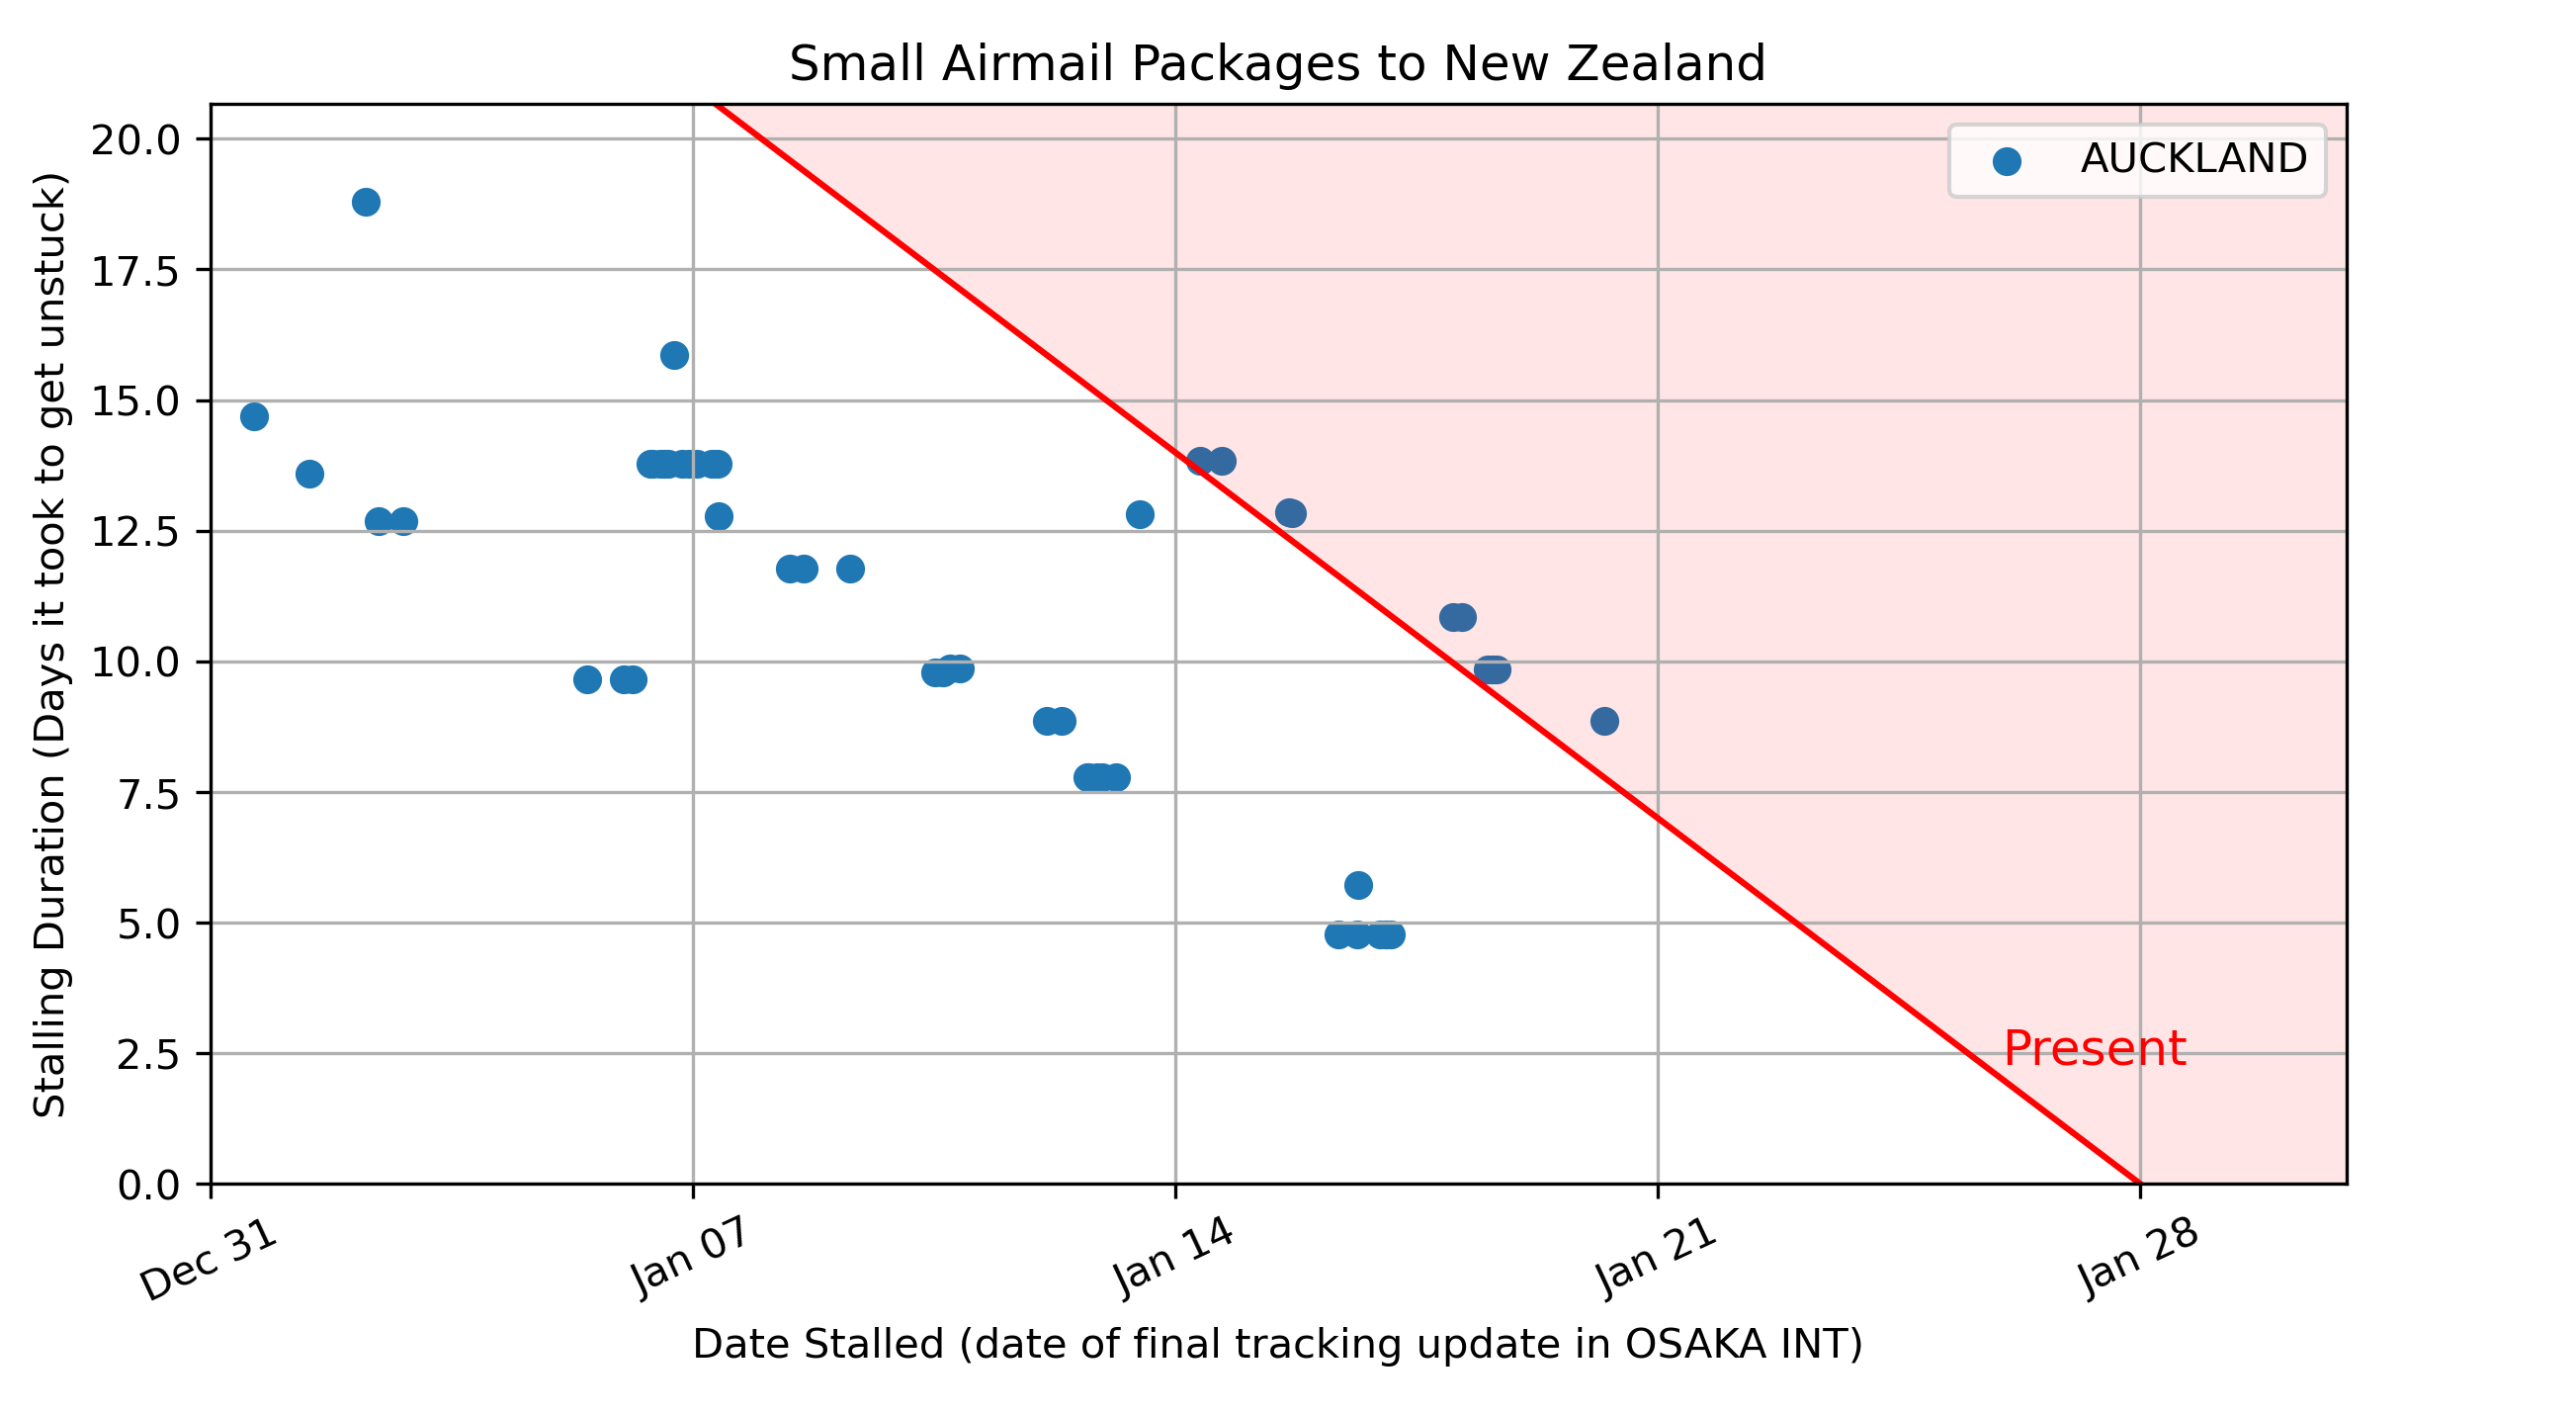 Small Airmail Packages to New Zealand
AUCKLAND
Stalling Duration (Days it took to get unstuck)
20.0
17.5
15.0
12.5
10.0
7.5
5.0
2.5
0.0
Present
Dec 31
Jan 07
Jan 14
Jan 21
Jan 28
Date Stalled (date of final tracking update in OSAKA INT)